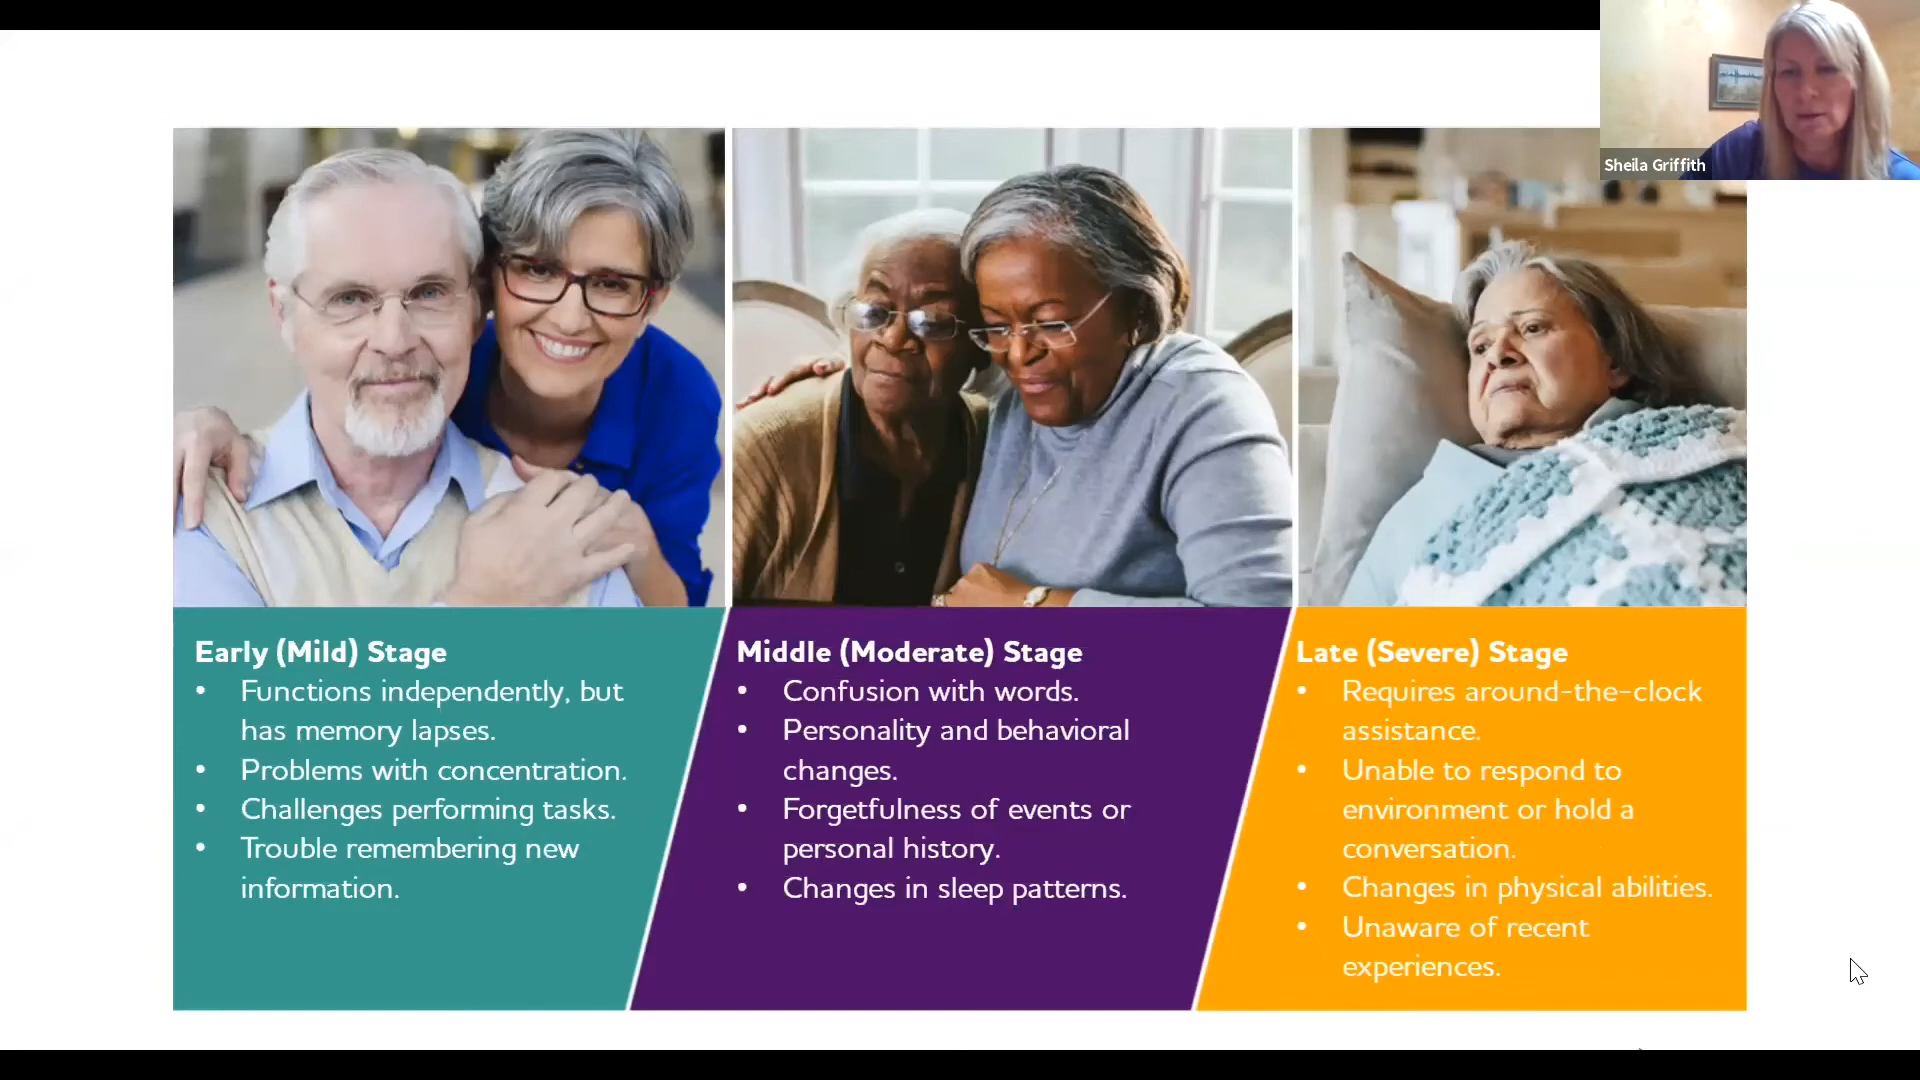 Sheila Griffith
Early (Mild) Stage
• Functions independently, but
has memory lapses.
• Problems with concentration.
• Challenges performing tasks.
• Trouble remembering new
information.
Middle (Moderate) Stage
• Confusion with words.
• Personality and behavioral
changes.
• Forgetfulness of events or
personal history.
• Changes in sleep patterns.
Late (Severe) Stage
• Requires around-the-clock
assistance.
• Unable to respond to
environment or hold a
conversation.
• Changes in physical abilities.
• Unaware of recent
experiences.